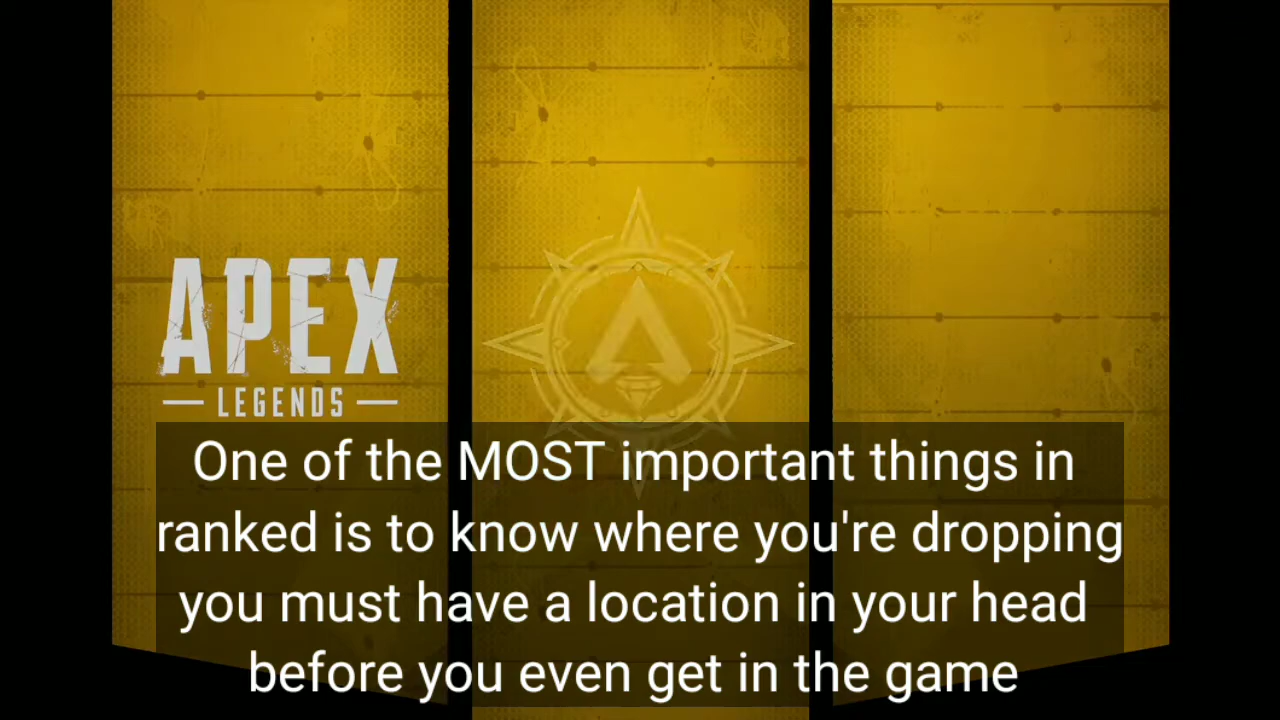 APEX
LEGENDS
One of the MOST important things in
ranked is to know where you're dropping
you must have a location in your head
before you even get in the game